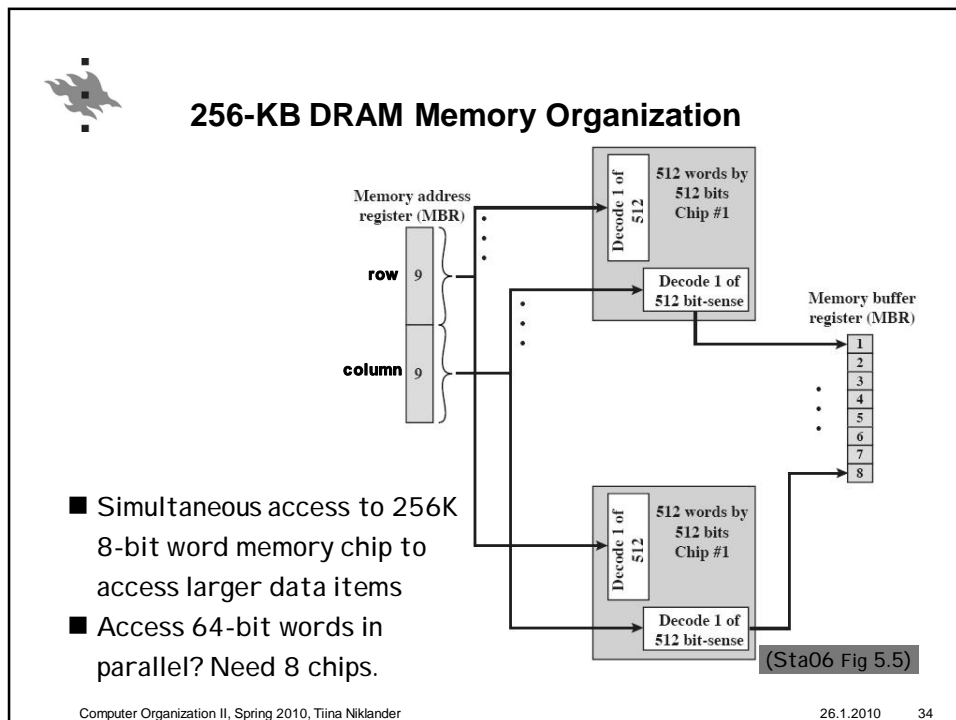 256-KB DRAM Memory Organization
Memory address
register (MBR)
row
9
column
9
Decode 1 of
512
512 words by
512 bits
Chip #1
Decode 1 of
512 bit-sense
Memory buffer
register (MBR)
1
2
3
4
5
6
7
8
Decode 1 of
512
512 words by
512 bits
Chip #1
Decode 1 of
512 bit-sense
(Sta06 Fig 5.5)
■ Simultaneous access to 256K
8-bit word memory chip to
access larger data items
■ Access 64-bit words in
parallel? Need 8 chips.
Computer Organization II, Spring 2010, Tiina Niklander
26.1.2010
34